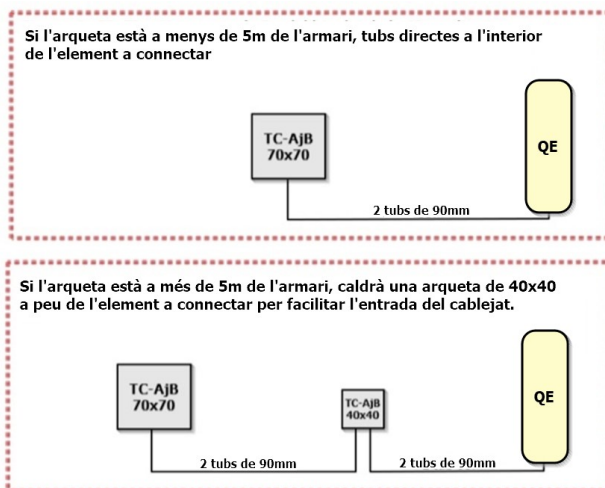 Si l'arqueta està a menys de 5m de l'armari, tubs directes a l'interior
de l'element a connectar
TC-AjB
70x70
QE
2 tubs de 90mm
Si l'arqueta està a més de 5m de l'armari, caldrà una arqueta de 40x40
a peu de l'element a connectar per facilitar l'entrada del cablejat.
TC-AjB
70x70
TC-AjB
40x40
QE
2 tubs de 90mm
2 tubs de 90mm